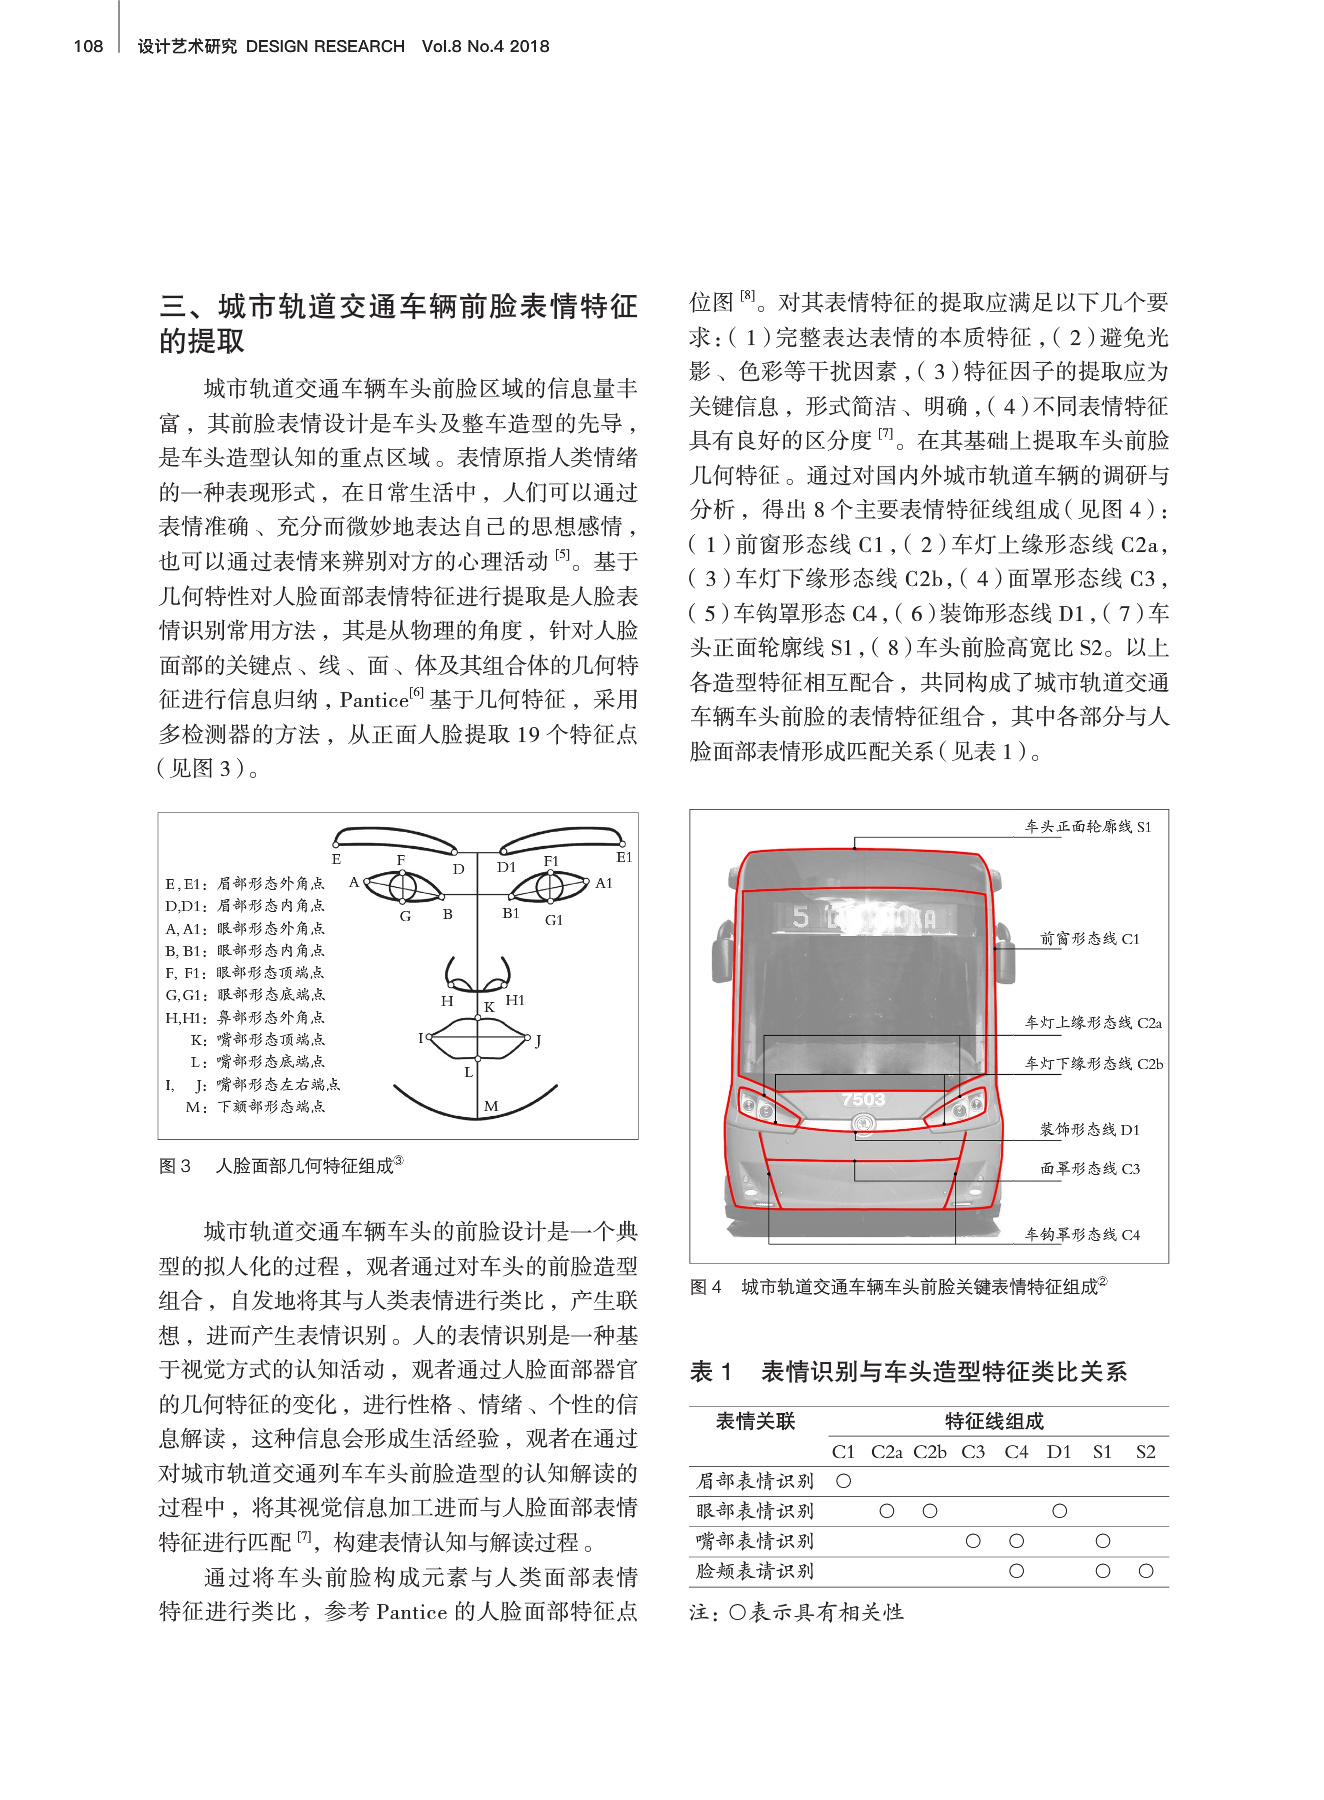 108 设计艺术研究 DESIGN RESEARCH Vol.8 No.4 2018
三、城市轨道交通车辆前脸表情特征
的提取
城市轨道交通车辆车头前脸区域的信息量丰
富，其前脸表情设计是车头及整车造型的先导，
是车头造型认知的重点区域。表情原指人类情绪
的一种表现形式，在日常生活中，人们可以通过
表情准确、充分而微妙地表达自己的思想感情，
也可以通过表情来辨别对方的心理活动[5]。基于
几何特性对人脸面部表情特征进行提取是人脸表
情识别常用方法，其是从物理的角度，针对人脸
面部的关键点、线、面、体及其组合体的几何特
征进行信息归纳，Pantice[6]基于几何特征，采用
多检测器的方法，从正面人脸提取 19 个特征点
（见图 3）。
E F D D1 F1 E1
A G B B1 G1 A1
H K H1
I J
L
M
E,E1：眉部形态外角点
D,D1：眉部形态内角点
A,A1：眼部形态外角点
B,B1：眼部形态内角点
F, F1：眼部形态顶端点
G,G1：眼部形态底端点
H,H1：鼻部形态外角点
K：嘴部形态顶端点
L：嘴部形态底端点
I, J：嘴部形态左右端点
M：下颏部形态端点
图 3 人脸面部几何特征组成③
城市轨道交通车辆车头的前脸设计是一个典
型的拟人化的过程，观者通过对车头的前脸造型
组合，自发地将其与人类表情进行类比，产生联
想，进而产生表情识别。人的表情识别是一种基
于视觉方式的认知活动，观者通过人脸面部器官
的几何特征的变化，进行性格、情绪、个性的信
息解读，这种信息会形成生活经验，观者在通过
对城市轨道交通列车车头前脸造型的认知解读的
过程中，将其视觉信息加工进而与人脸面部表情
特征进行匹配[7]，构建表情认知与解读过程。
通过将车头前脸构成元素与人类面部表情
特征进行类比，参考 Pantice 的人脸面部特征点
位图[8]。对其表情特征的提取应满足以下几个要
求：（1）完整表达表情的本质特征，（2）避免光
影、色彩等干扰因素，（3）特征因子的提取应为
关键信息，形式简洁、明确，（4）不同表情特征
具有良好的区分度[7]。在其基础上提取车头前脸
几何特征。通过对国内外城市轨道车辆的调研与
分析，得出 8 个主要表情特征线组成（见图 4）：
（1）前窗形态线 C1，（2）车灯上缘形态线 C2a，
（3）车灯下缘形态线 C2b，（4）面罩形态线 C3，
（5）车钩罩形态 C4，（6）装饰形态线 D1，（7）车
头正面轮廓线 S1，（8）车头前脸高宽比 S2。以上
各造型特征相互配合，共同构成了城市轨道交通
车辆车头前脸的表情特征组合，其中各部分与人
脸面部表情形成匹配关系（见表 1）。
车头正面轮廓线 S1
5
前窗形态线 C1
车灯上缘形态线 C2a
车灯下缘形态线 C2b
7503
装饰形态线 D1
面罩形态线 C3
车钩罩形态线 C4
图 4 城市轨道交通车辆车头前脸关键表情特征组成②
表 1 表情识别与车头造型特征类比关系
表情关联 特征线组成
C1 C2a C2b C3 C4 D1 S1 S2
眉部表情识别 ○
眼部表情识别 ○ ○ ○
嘴部表情识别 ○ ○ ○
脸颊表请识别 ○ ○ ○
注：○表示具有相关性